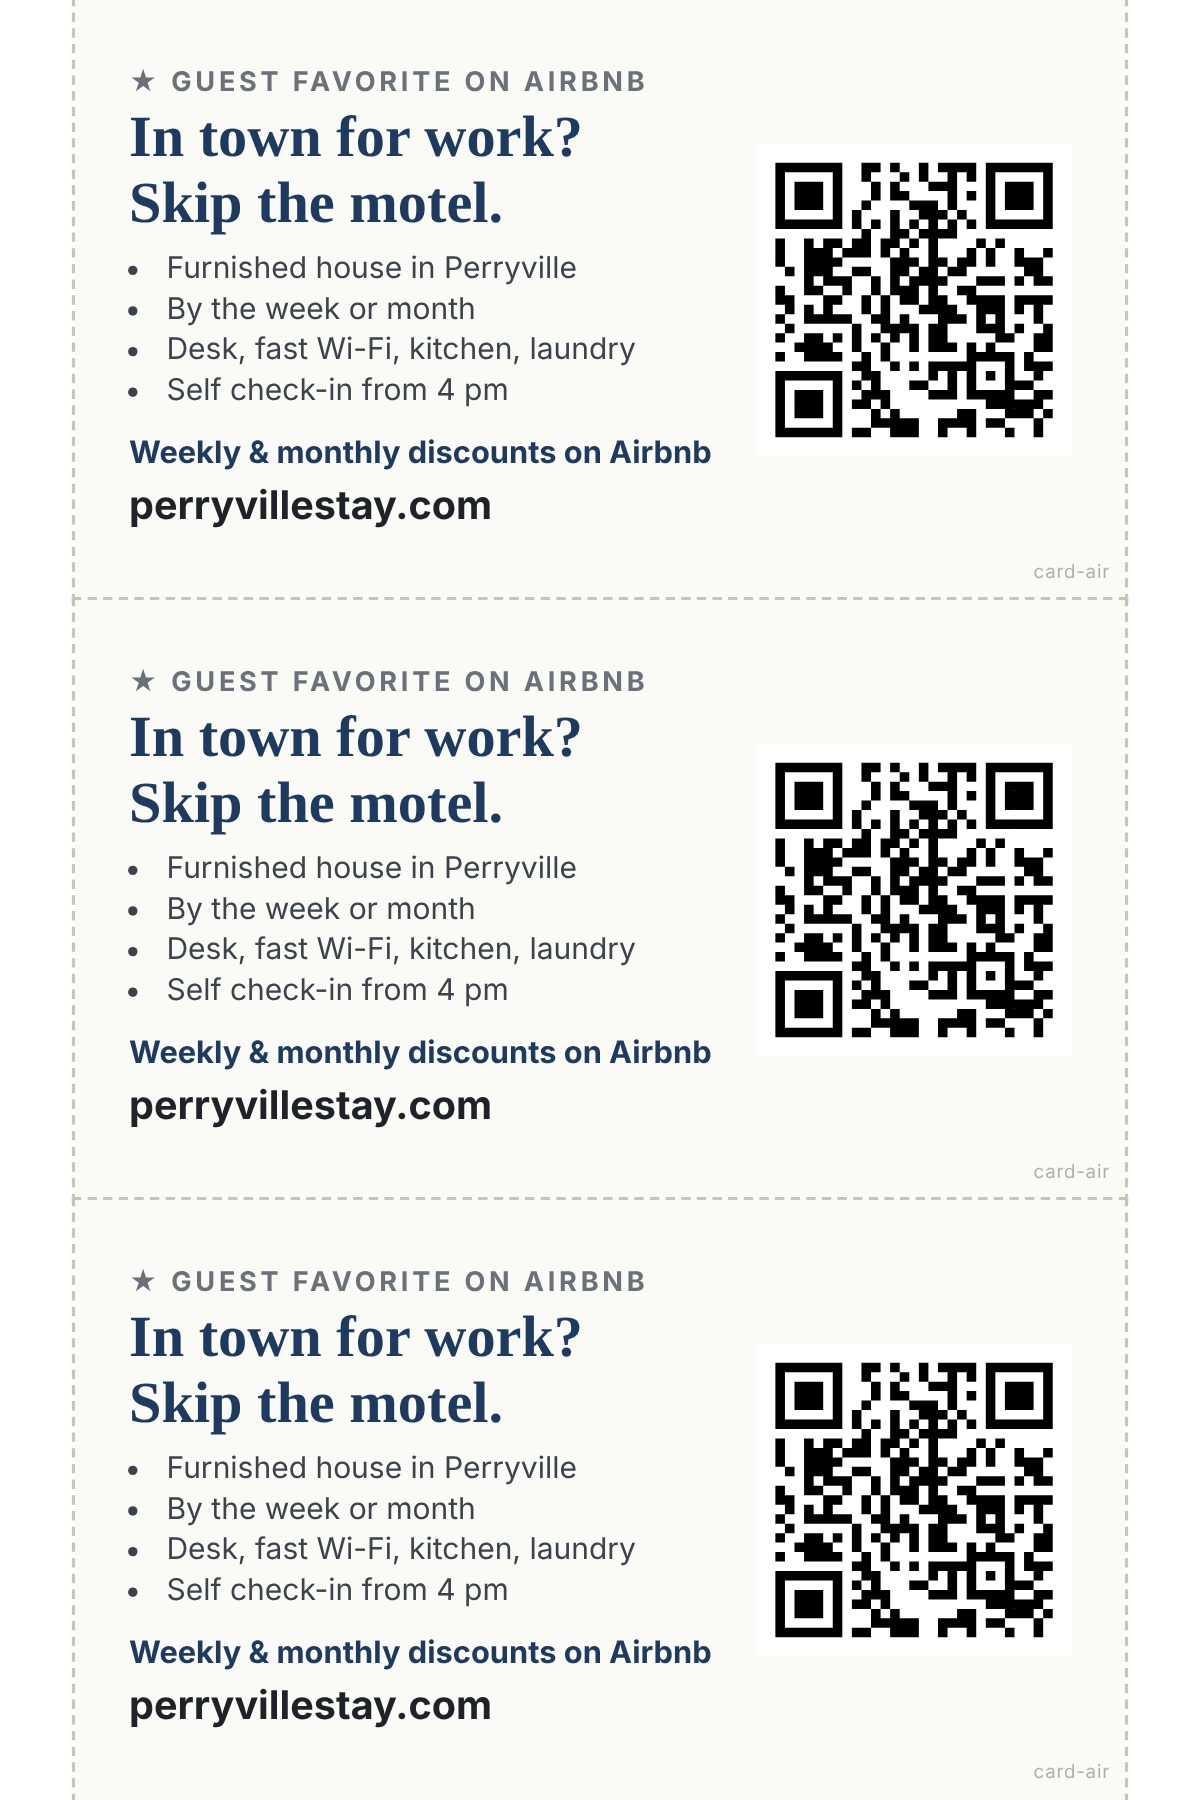 ★ GUEST FAVORITE ON AIRBNB
In town for work?
Skip the motel.
• Furnished house in Perryville
• By the week or month
• Desk, fast Wi-Fi, kitchen, laundry
• Self check-in from 4 pm
Weekly & monthly discounts on Airbnb
perryvillestay.com
card-air
★ GUEST FAVORITE ON AIRBNB
In town for work?
Skip the motel.
• Furnished house in Perryville
• By the week or month
• Desk, fast Wi-Fi, kitchen, laundry
• Self check-in from 4 pm
Weekly & monthly discounts on Airbnb
perryvillestay.com
card-air
★ GUEST FAVORITE ON AIRBNB
In town for work?
Skip the motel.
• Furnished house in Perryville
• By the week or month
• Desk, fast Wi-Fi, kitchen, laundry
• Self check-in from 4 pm
Weekly & monthly discounts on Airbnb
perryvillestay.com
card-air